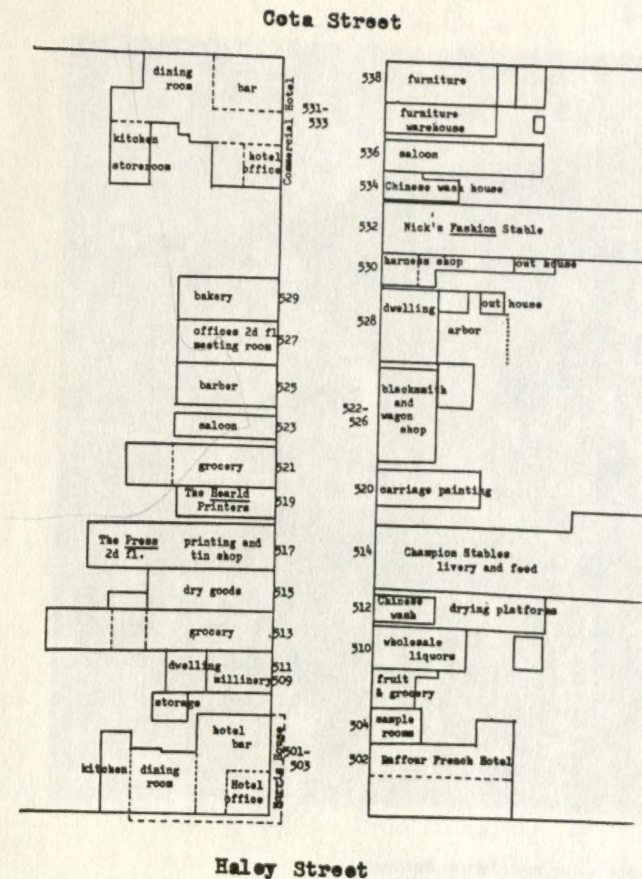 Cota Street
dining
room
bar
Commercial Hotel
531-
533
kitchen
storeroom
hotel
office
bakery
529
offices 2d fl
meeting room
527
barber
525
saloon
523
grocery
521
The Hearld
Printers
519
The Press
2d fl.
printing and
tin shop
517
dry goods
515
grocery
513
dwelling
511
millinery
509
storage
hotel
bar
501-
503
Morris House
kitchen
dining
room
Hotel
office
538
furniture
furniture
warehouse
536
saloon
534
Chinese wash house
532
Nick's Fashion Stable
530
harness shop
out house
528
dwelling
out house
arbor
522-
526
blacksmith
and
wagon
shop
520
carriage painting
514
Champion Stables
livery and feed
512
Chinese
wash
drying platforms
510
wholesale
liquors
fruit
& grocery
504
sample
rooms
502
Raffour French Hotel
Haley Street